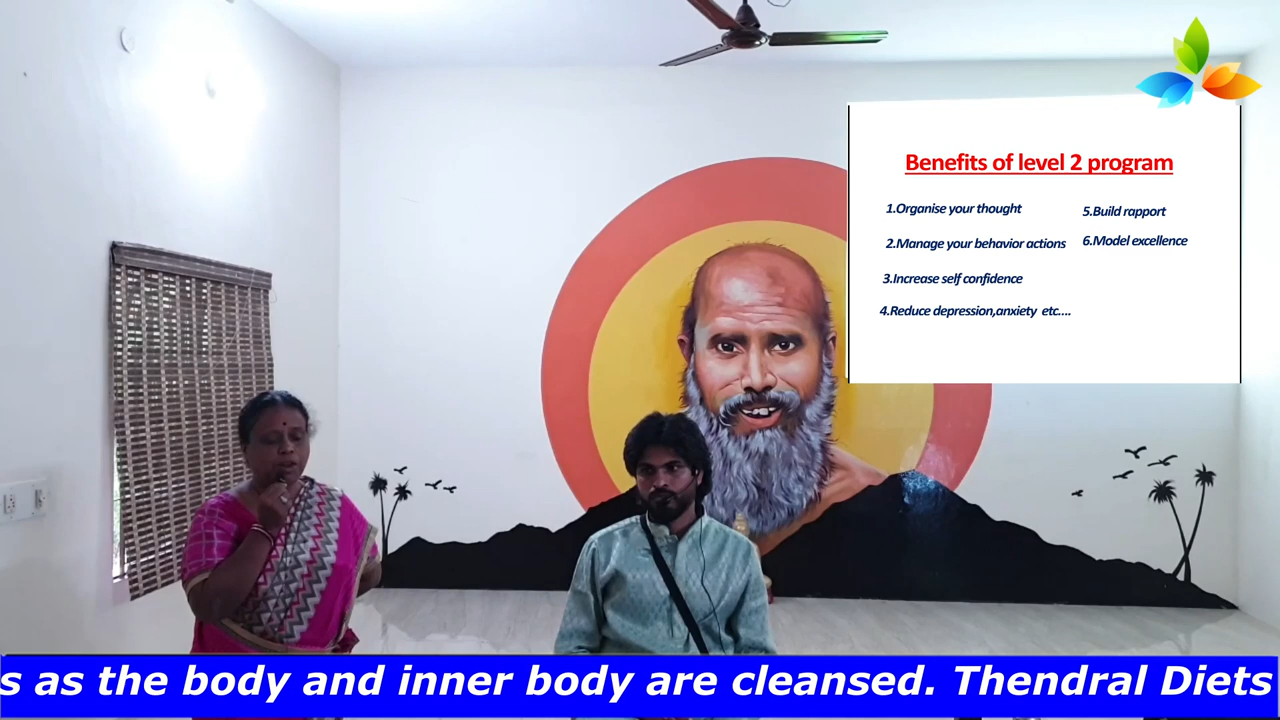 Benefits of level 2 program
1.Organise your thought
2.Manage your behavior actions
3.Increase self confidence
4.Reduce depression,anxiety etc....
5.Build rapport
6.Model excellence
s as the body and inner body are cleansed. Thendral Diets